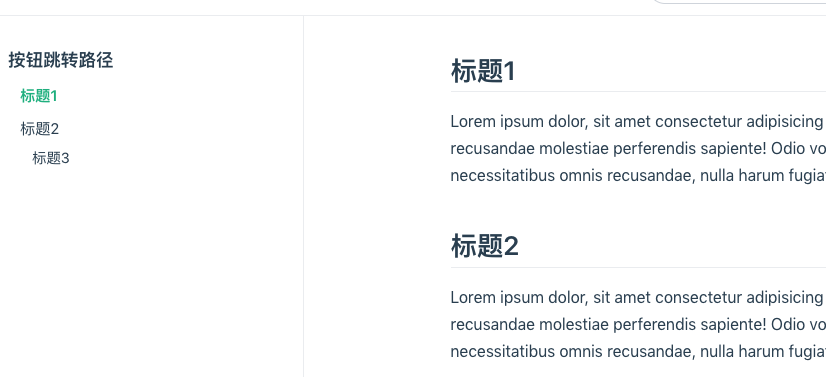 按钮跳转路径
标题1
标题2
标题3
标题1
Lorem ipsum dolor, sit amet consectetur adipisicing
recusandae molestiae perferendis sapiente! Odio vo
necessitatibus omnis recusandae, nulla harum fugia
标题2
Lorem ipsum dolor, sit amet consectetur adipisicing
recusandae molestiae perferendis sapiente! Odio vo
necessitatibus omnis recusandae, nulla harum fugia